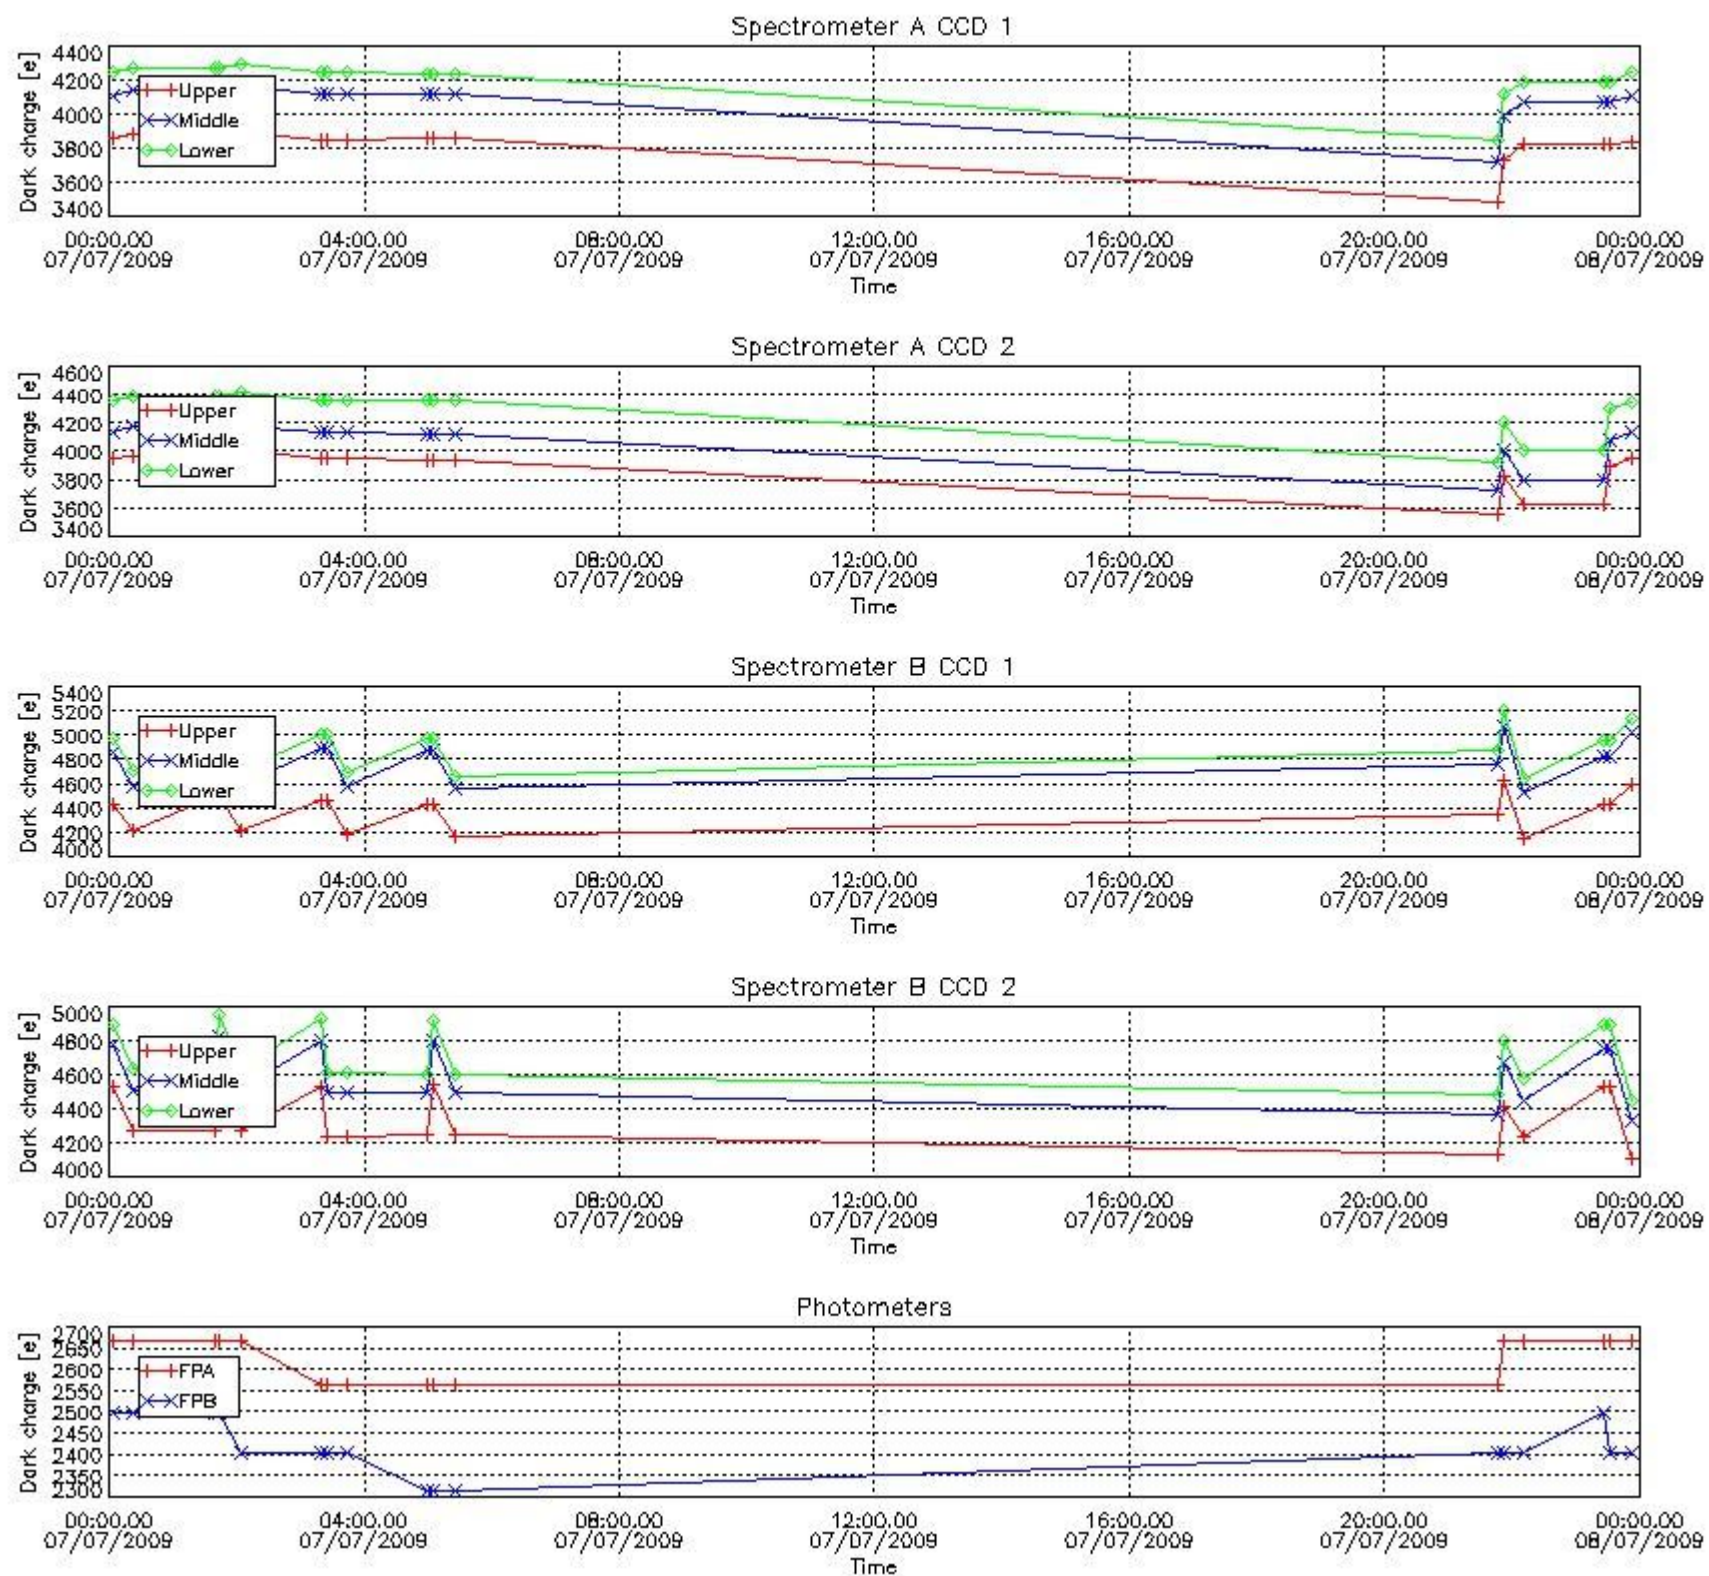 Spectrometer A CCD 1
Dark charge [e]
4400
4200
4000
3800
3600
3400
Upper
Middle
Lower
00:00.00 04:00.00 08:00.00 12:00.00 16:00.00 20:00.00 00:00.00
07/07/2009 07/07/2009 07/07/2009 07/07/2009 07/07/2009 07/07/2009 08/07/2009
Time
Spectrometer A CCD 2
Dark charge [e]
4600
4400
4200
4000
3800
3600
3400
Upper
Middle
Lower
00:00.00 04:00.00 08:00.00 12:00.00 16:00.00 20:00.00 00:00.00
07/07/2009 07/07/2009 07/07/2009 07/07/2009 07/07/2009 07/07/2009 08/07/2009
Time
Spectrometer B CCD 1
Dark charge [e]
5400
5200
5000
4800
4600
4400
4200
4000
Upper
Middle
Lower
00:00.00 04:00.00 08:00.00 12:00.00 16:00.00 20:00.00 00:00.00
07/07/2009 07/07/2009 07/07/2009 07/07/2009 07/07/2009 07/07/2009 08/07/2009
Time
Spectrometer B CCD 2
Dark charge [e]
5000
4800
4600
4400
4200
4000
Upper
Middle
Lower
00:00.00 04:00.00 08:00.00 12:00.00 16:00.00 20:00.00 00:00.00
07/07/2009 07/07/2009 07/07/2009 07/07/2009 07/07/2009 07/07/2009 08/07/2009
Time
Photometers
Dark charge [e]
2700
2650
2600
2550
2500
2450
2400
2350
2300
FPA
FPB
00:00.00 04:00.00 08:00.00 12:00.00 16:00.00 20:00.00 00:00.00
07/07/2009 07/07/2009 07/07/2009 07/07/2009 07/07/2009 07/07/2009 08/07/2009
Time